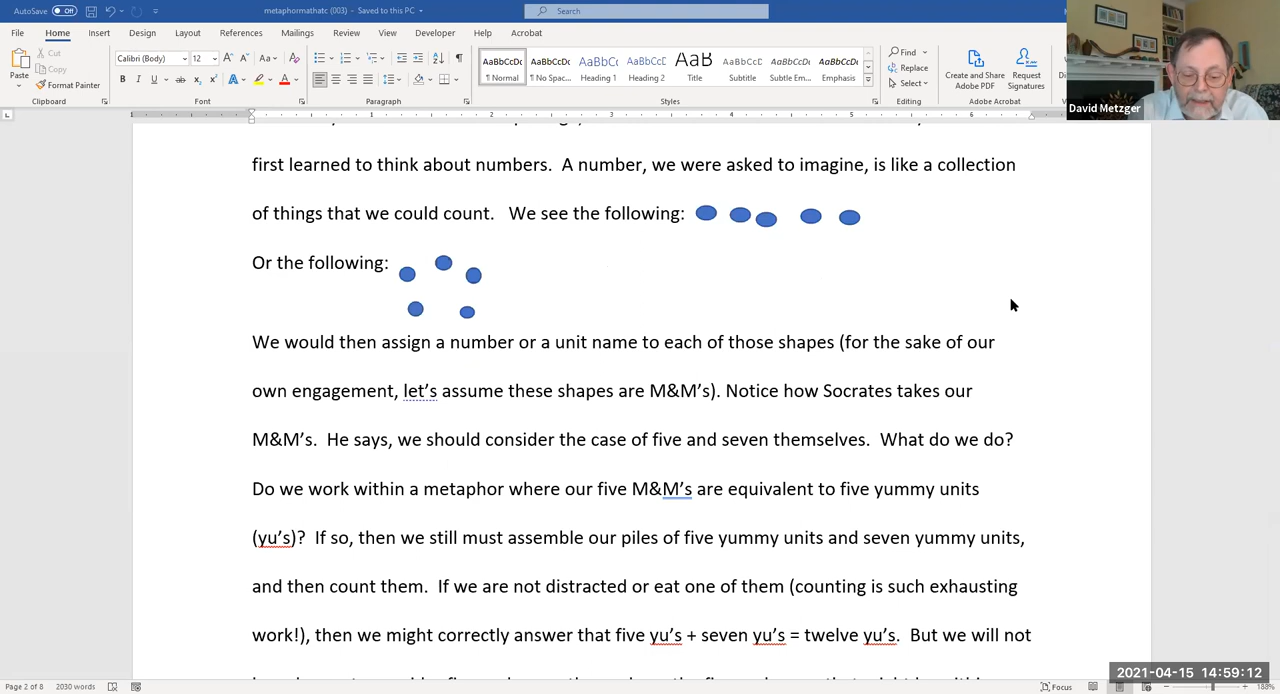 AutoSave Off
metaphormathatc (003) - Saved to this PC
Search
File Home Insert Design Layout References Mailings Review View Developer Help Acrobat
Paste
Cut
Copy
Format Painter
Clipboard
Calibri (Body) 12
Font
Paragraph
AaBbCcDc AaBbCcDc AaBbC AaBbCc AaB AaBbCcD AaBbCcDc AaBbCcDc
¶ Normal ¶ No Spac... Heading 1 Heading 2 Title Subtitle Subtle Em... Emphasis
Styles
Find
Replace
Select
Editing
Create and Share
Adobe PDF
Request
Signatures
Adobe Acrobat
David Metzger
first learned to think about numbers. A number, we were asked to imagine, is like a collection
of things that we could count. We see the following:
Or the following:
We would then assign a number or a unit name to each of those shapes (for the sake of our
own engagement, let's assume these shapes are M&M's). Notice how Socrates takes our
M&M's. He says, we should consider the case of five and seven themselves. What do we do?
Do we work within a metaphor where our five M&M's are equivalent to five yummy units
(yu's)? If so, then we still must assemble our piles of five yummy units and seven yummy units,
and then count them. If we are not distracted or eat one of them (counting is such exhausting
work!), then we might correctly answer that five yu's + seven yu's = twelve yu's. But we will not
Page 2 of 8 2030 words
Focus
188%
2021-04-15 14:59:12